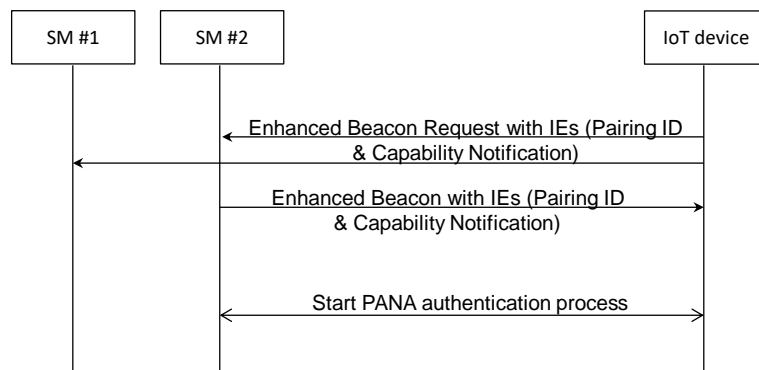 SM #1
SM #2
IoT device
Enhanced Beacon Request with IEs (Pairing ID
& Capability Notification)
Enhanced Beacon with IEs (Pairing ID
& Capability Notification)
Start PANA authentication process